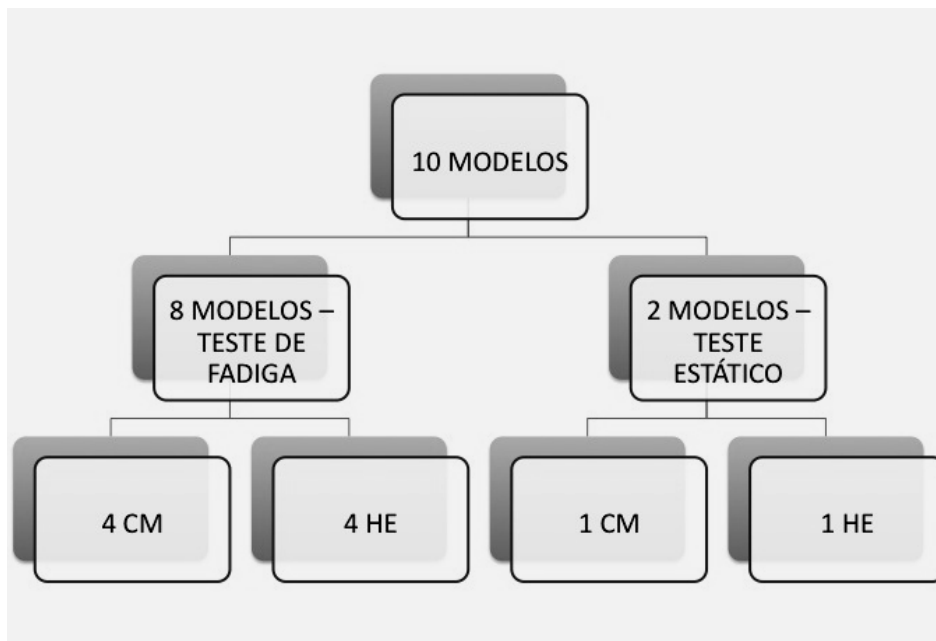 10 MODELOS
8 MODELOS –
TESTE DE
FADIGA
2 MODELOS –
TESTE
ESTÁTICO
4 CM
4 HE
1 CM
1 HE